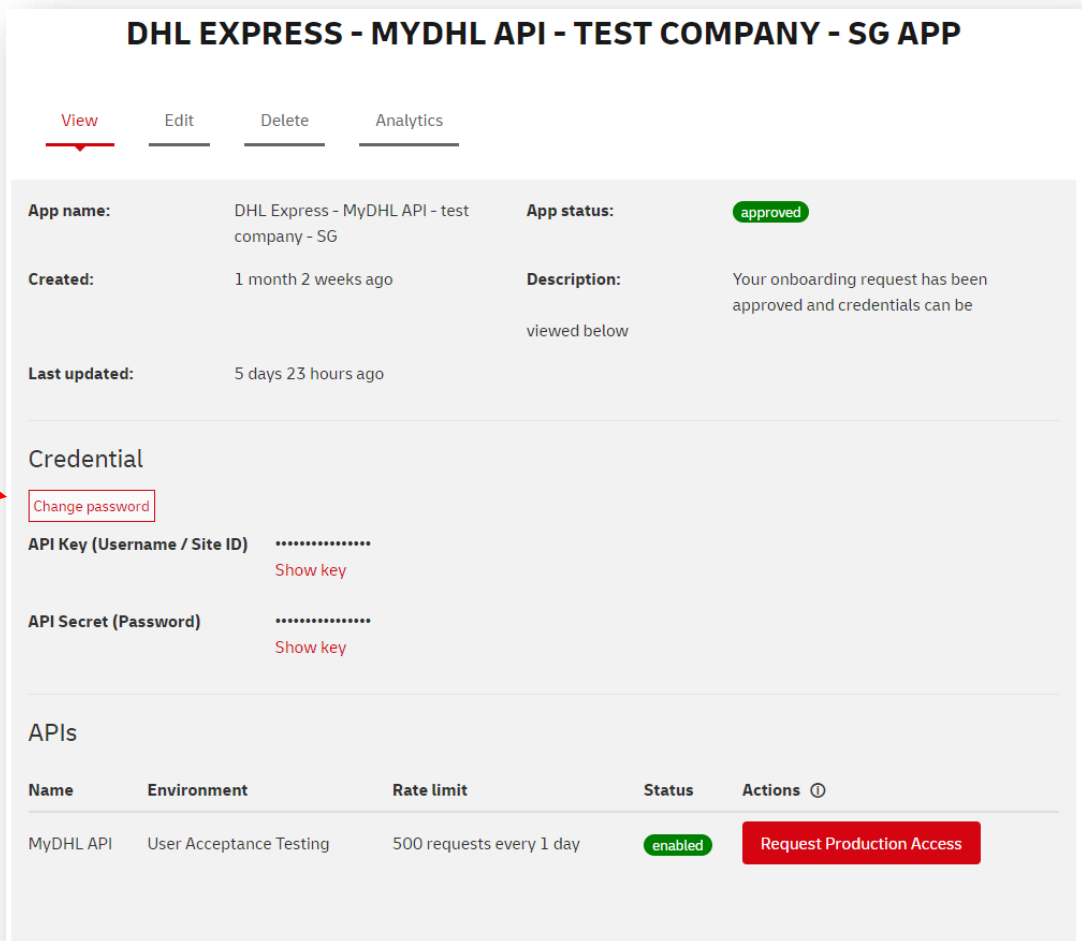 DHL EXPRESS - MYDHL API - TEST COMPANY - SG APP
View Edit Delete Analytics
App name: DHL Express - MyDHL API - test company - SG
App status: approved
Created: 1 month 2 weeks ago
Description: Your onboarding request has been
approved and credentials can be
viewed below
Last updated: 5 days 23 hours ago
Credential
Change password
API Key (Username / Site ID) ••••••••••••••••
Show key
API Secret (Password) ••••••••••••••••
Show key
APIs
Name Environment Rate limit Status Actions ⓘ
MyDHL API User Acceptance Testing 500 requests every 1 day enabled Request Production Access